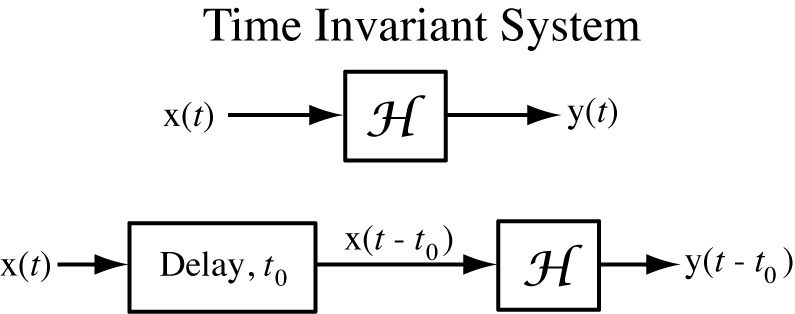 Time Invariant System
x(t) ℋ y(t)
x(t) Delay, t₀ x(t - t₀) ℋ y(t - t₀)